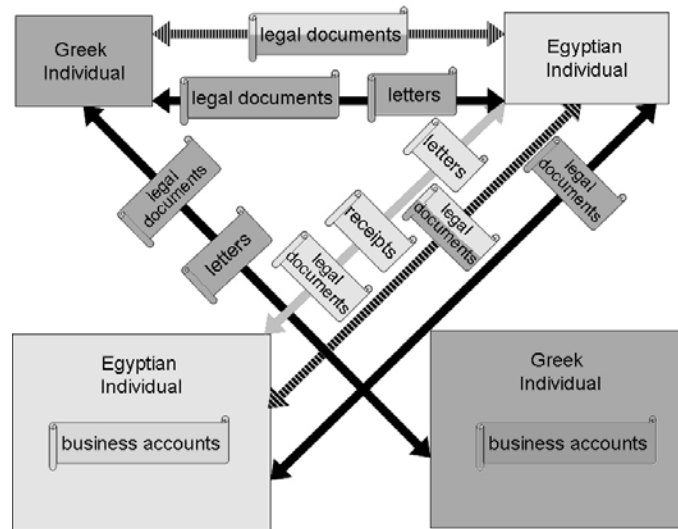 legal documents
Greek
Individual
Egyptian
Individual
legal documents
letters
letters
legal
documents
legal
documents
legal
documents
receipts
letters
legal
documents
Egyptian
Individual
business accounts
Greek
Individual
business accounts